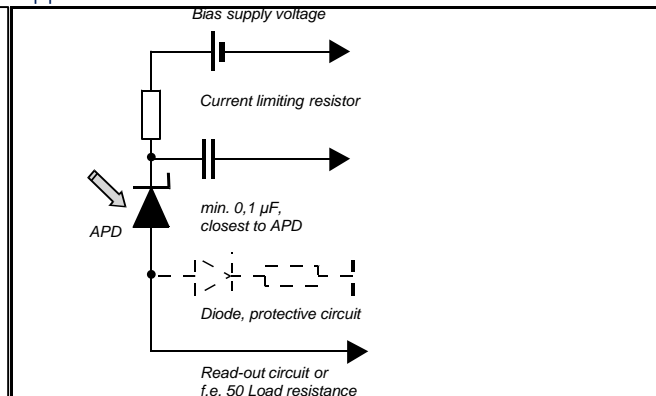 Bias supply voltage
Current limiting resistor
min. 0,1 µF,
closest to APD
APD
Diode, protective circuit
Read-out circuit or
f.e. 50 Load resistance